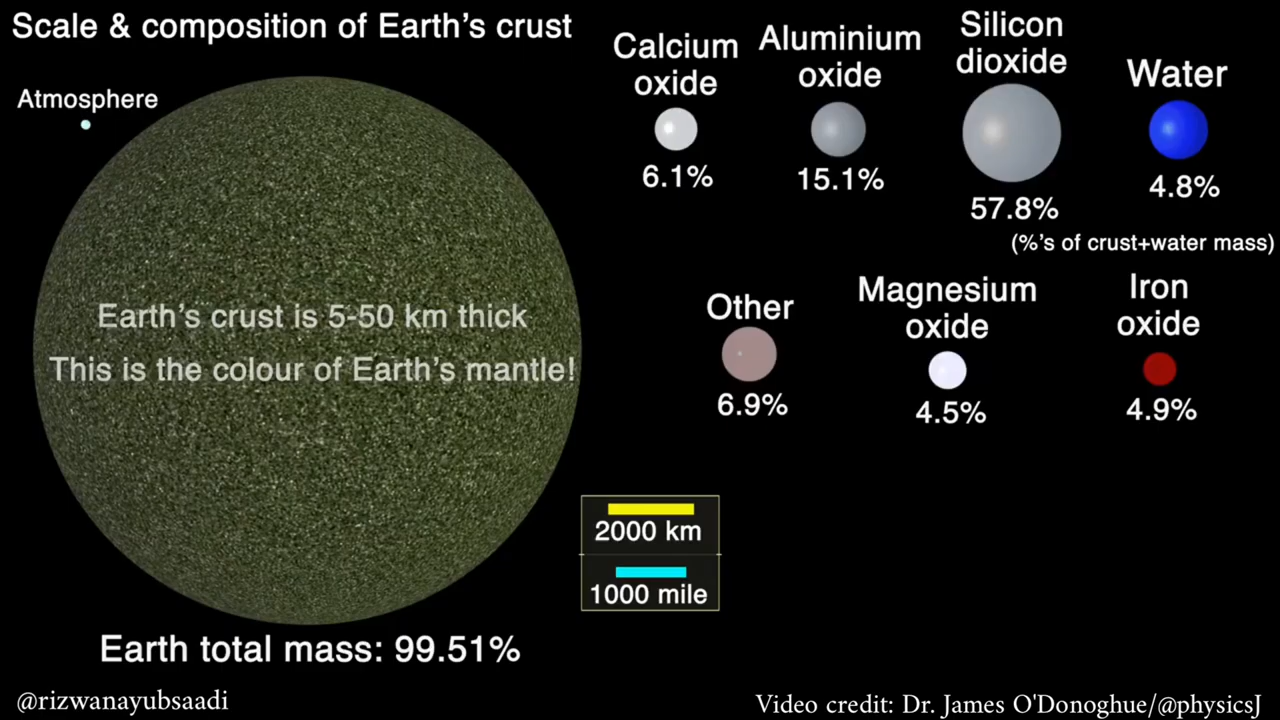 Scale & composition of Earth's crust
Atmosphere
Earth's crust is 5-50 km thick
This is the colour of Earth's mantle!
Earth total mass: 99.51%
Calcium
oxide
6.1%
Aluminium
oxide
15.1%
Silicon
dioxide
57.8%
Water
4.8%
(%'s of crust+water mass)
Other
6.9%
Magnesium
oxide
4.5%
Iron
oxide
4.9%
2000 km
1000 mile
@rizwanayubsaadi
Video credit: Dr. James O'Donoghue/@physicsJ